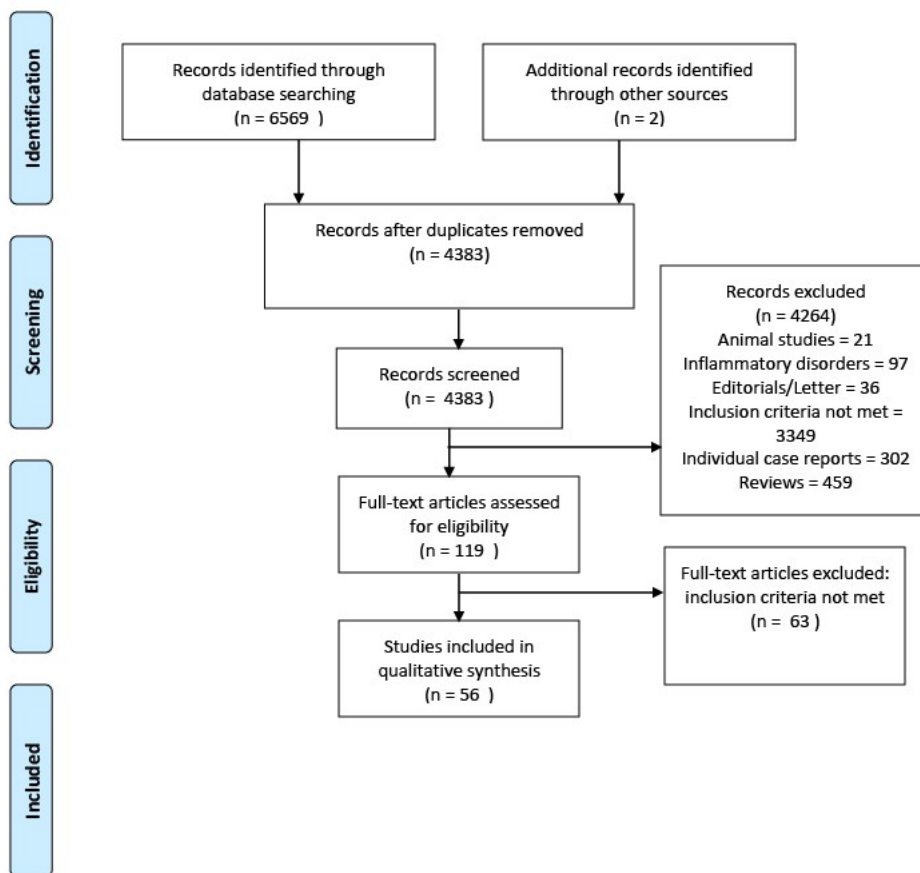 Identification
Records identified through
database searching
(n = 6569  )
Additional records identified
through other sources
(n = 2)
Records after duplicates removed
(n = 4383)
Screening
Records screened
(n =  4383 )
Records excluded
(n = 4264)
Animal studies = 21
Inflammatory disorders = 97
Editorials/Letter = 36
Inclusion criteria not met =
3349
Individual case reports = 302
Reviews = 459
Eligibility
Full-text articles assessed
for eligibility
(n = 119  )
Full-text articles excluded:
inclusion criteria not met
(n =  63 )
Studies included in
qualitative synthesis
(n = 56  )
Included